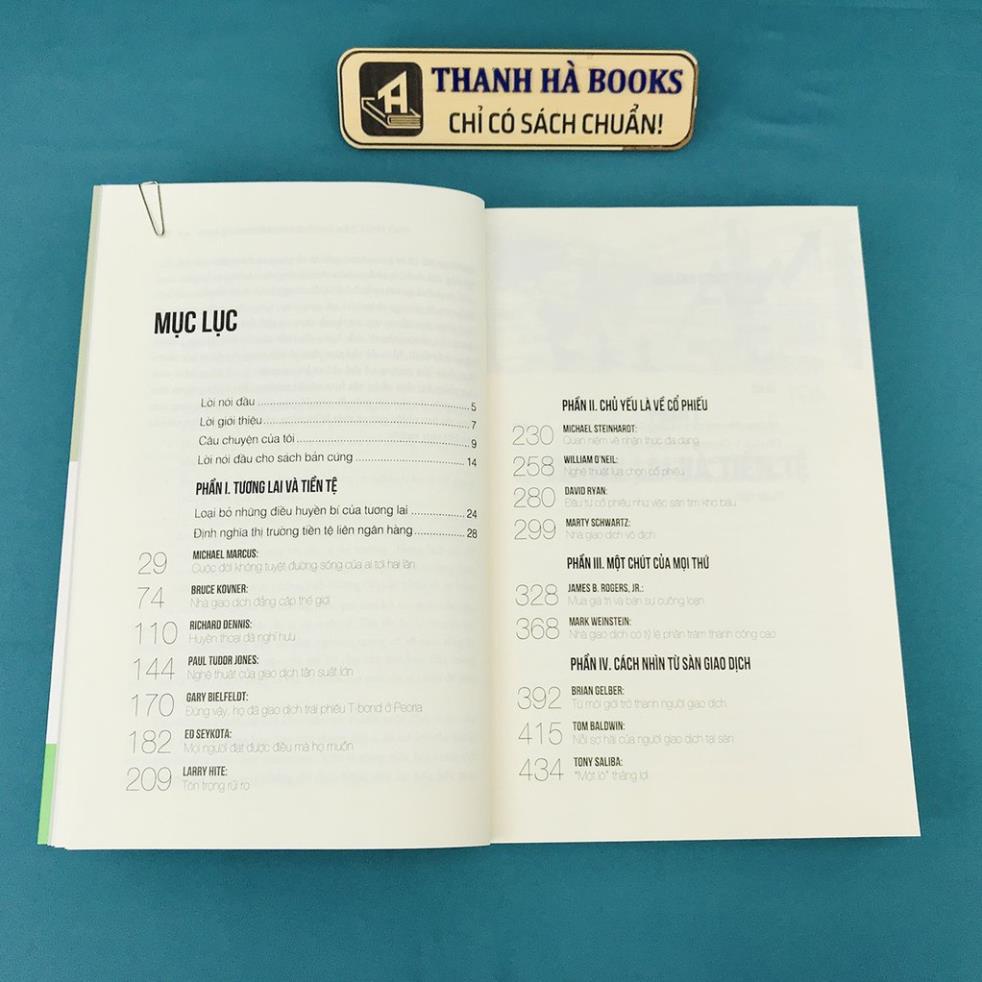 THANH HÀ BOOKS
CHỈ CÓ SÁCH CHUẨN!
MỤC LỤC
Lời nói đầu ........ 5
Lời giới thiệu ........ 7
Câu chuyện của tôi ........ 9
Lời nói đầu cho sách bản cứng ........ 14
PHẦN I. TƯƠNG LAI VÀ TIỀN TỆ
Loại bỏ những điều huyền bí của tương lai ........ 24
Định nghĩa thị trường tiền tệ liên ngân hàng ........ 28
29 MICHAEL MARCUS:
Cuộc đời không tuyệt đường sống của ai tới hai lần
74 BRUCE KOVNER:
Nhà giao dịch đẳng cấp thế giới
110 RICHARD DENNIS:
Huyền thoại đã nghỉ hưu
144 PAUL TUDOR JONES:
Nghệ thuật của giao dịch tần suất lớn
170 GARY BIELFELDT:
Đúng vậy, họ đã giao dịch trái phiếu T-bond ở Peoria
182 ED SEYKOTA:
Mọi người đạt được điều mà họ muốn
209 LARRY HITE:
Tôn trọng rủi ro
PHẦN II. CHỦ YẾU LÀ VỀ CỔ PHIẾU
230 MICHAEL STEINHARDT:
Quan niệm về nhận thức đa dạng
258 WILLIAM O'NEIL:
Nghệ thuật lựa chọn cổ phiếu
280 DAVID RYAN:
Đầu tư cổ phiếu như việc săn tìm kho báu
299 MARTY SCHWARTZ:
Nhà giao dịch vô địch
PHẦN III. MỘT CHÚT CỦA MỌI THỨ
328 JAMES B. ROGERS, JR.:
Mua giá trị và bán sự cuồng loạn
368 MARK WEINSTEIN:
Nhà giao dịch có tỷ lệ phần trăm thành công cao
PHẦN IV. CÁCH NHÌN TỪ SÀN GIAO DỊCH
392 BRIAN GELBER:
Từ môi giới trở thành người giao dịch
415 TOM BALDWIN:
Nỗi sợ hãi của người giao dịch tại sàn
434 TONY SALIBA:
"Một lô" thắng lợi